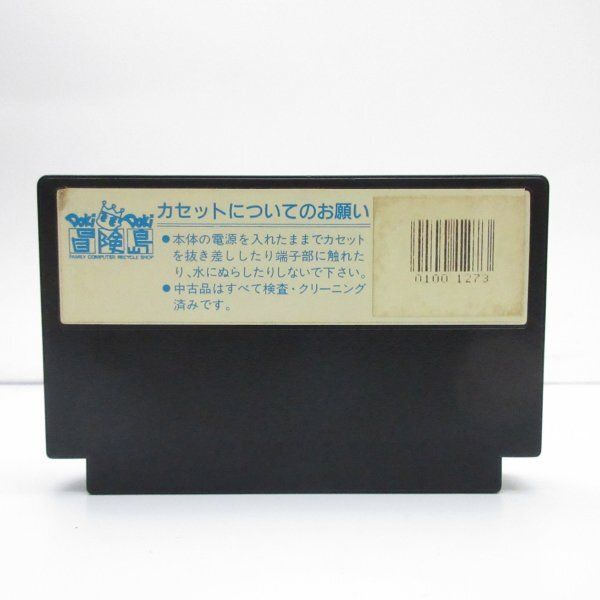 Doki Doki
冒険島
FAMILY COMPUTER RECYCLE SHOP
カセットについてのお願い
●本体の電源を入れたままでカセット
を抜き差ししたり端子部に触れた
り、水にぬらしたりしないで下さい。
●中古品はすべて検査・クリーニング
済みです。
0100 1273